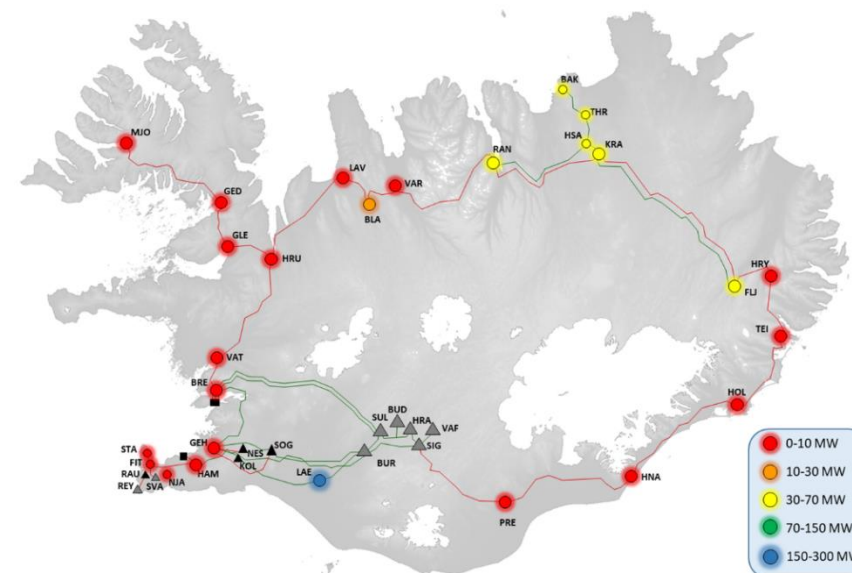 BAK
THR
MJO
HSA
RAN
KRA
LAV
VAR
GED
BLA
GLE
HRU
HRY
FLJ
TEI
VAT
BRE
BUD
SUL
HRA
VAF
HOL
STA
GEH
SOG
SIG
FIT
NES
BUR
KOL
RAU
HAM
LAE
REY
SVA
NJA
HNA
PRE
0-10 MW
10-30 MW
30-70 MW
70-150 MW
150-300 MW